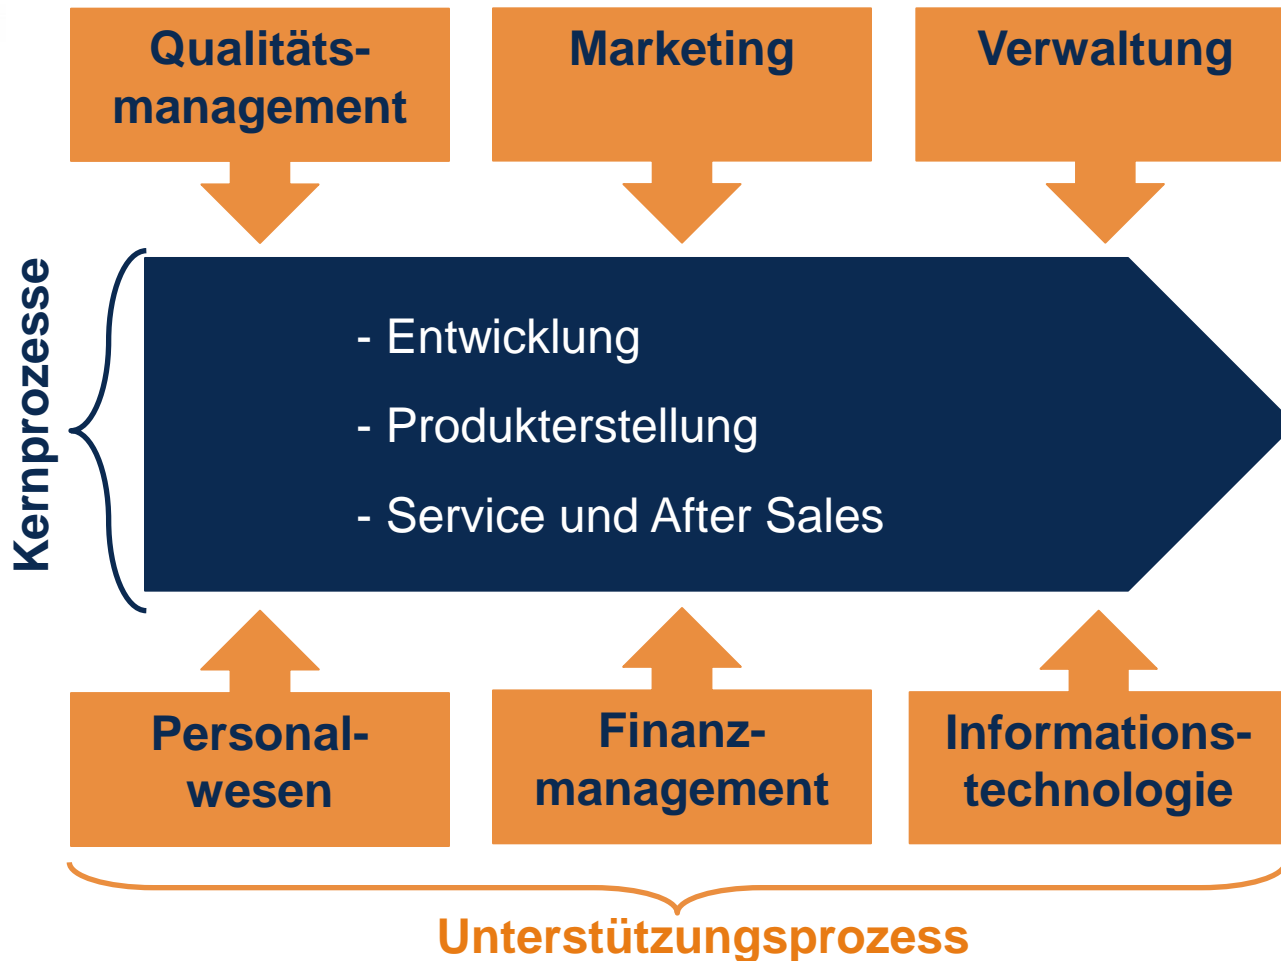 Qualitäts-
management
Marketing
Verwaltung
Kernprozesse
- Entwicklung
- Produkterstellung
- Service und After Sales
Personal-
wesen
Finanz-
management
Informations-
technologie
Unterstützungsprozess